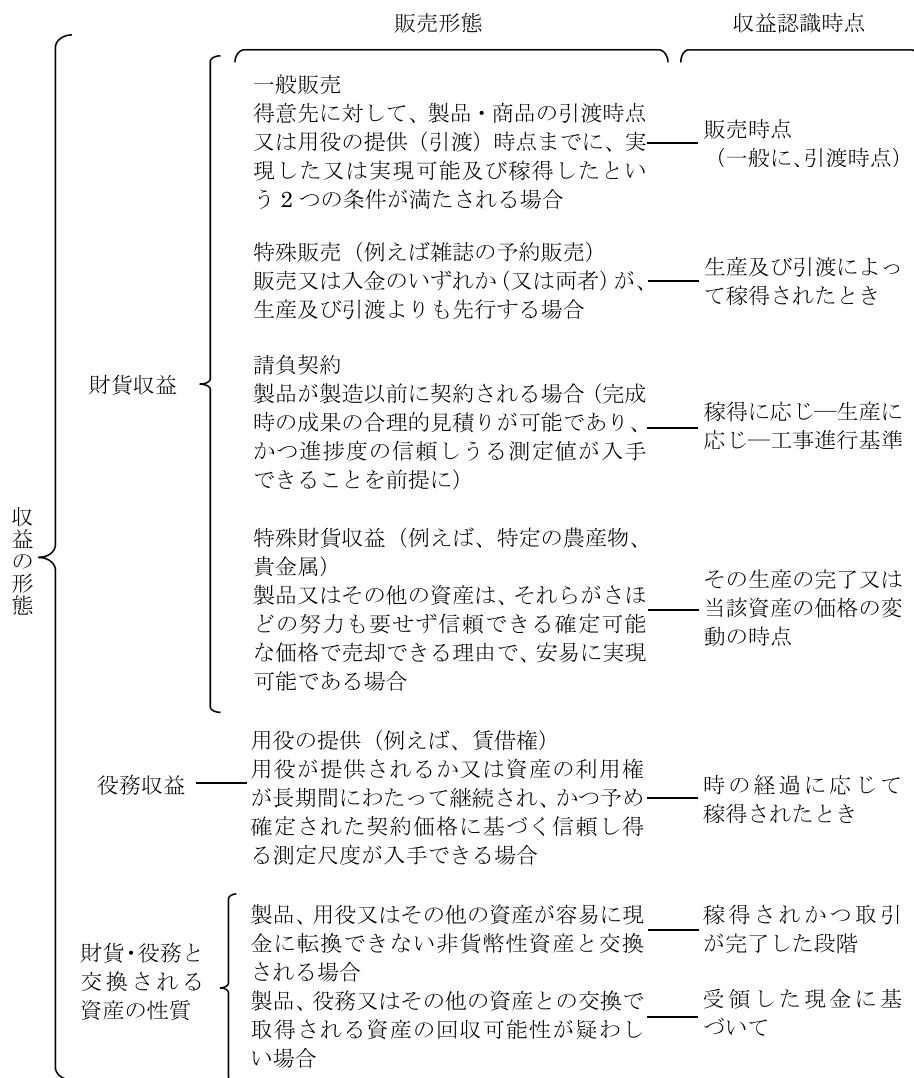 販売形態
収益認識時点
収益の形態
財貨収益
一般販売
得意先に対して、製品・商品の引渡時点
又は用役の提供（引渡）時点までに、実
現した又は実現可能及び稼得したとい
う2つの条件が満たされる場合
販売時点
（一般に、引渡時点）
特殊販売（例えば雑誌の予約販売）
販売又は入金のいずれか（又は両者）が、
生産及び引渡よりも先行する場合
生産及び引渡によっ
て稼得されたとき
請負契約
製品が製造以前に契約される場合（完成
時の成果の合理的見積りが可能であり、
かつ進捗度の信頼しうる測定値が入手
できることを前提に）
稼得に応じ―生産に
応じ―工事進行基準
特殊財貨収益（例えば、特定の農産物、
貴金属）
製品又はその他の資産は、それらがさほ
どの努力も要せず信頼できる確定可能
な価格で売却できる理由で、安易に実現
可能である場合
その生産の完了又は
当該資産の価格の変
動の時点
役務収益
用役の提供（例えば、賃借権）
用役が提供されるか又は資産の利用権
が長期間にわたって継続され、かつ予め
確定された契約価格に基づく信頼し得
る測定尺度が入手できる場合
時の経過に応じて
稼得されたとき
財貨・役務と
交換される
資産の性質
製品、用役又はその他の資産が容易に現
金に転換できない非貨幣性資産と交換
される場合
稼得されかつ取引
が完了した段階
製品、役務又はその他の資産との交換で
取得される資産の回収可能性が疑わし
い場合
受領した現金に基
づいて